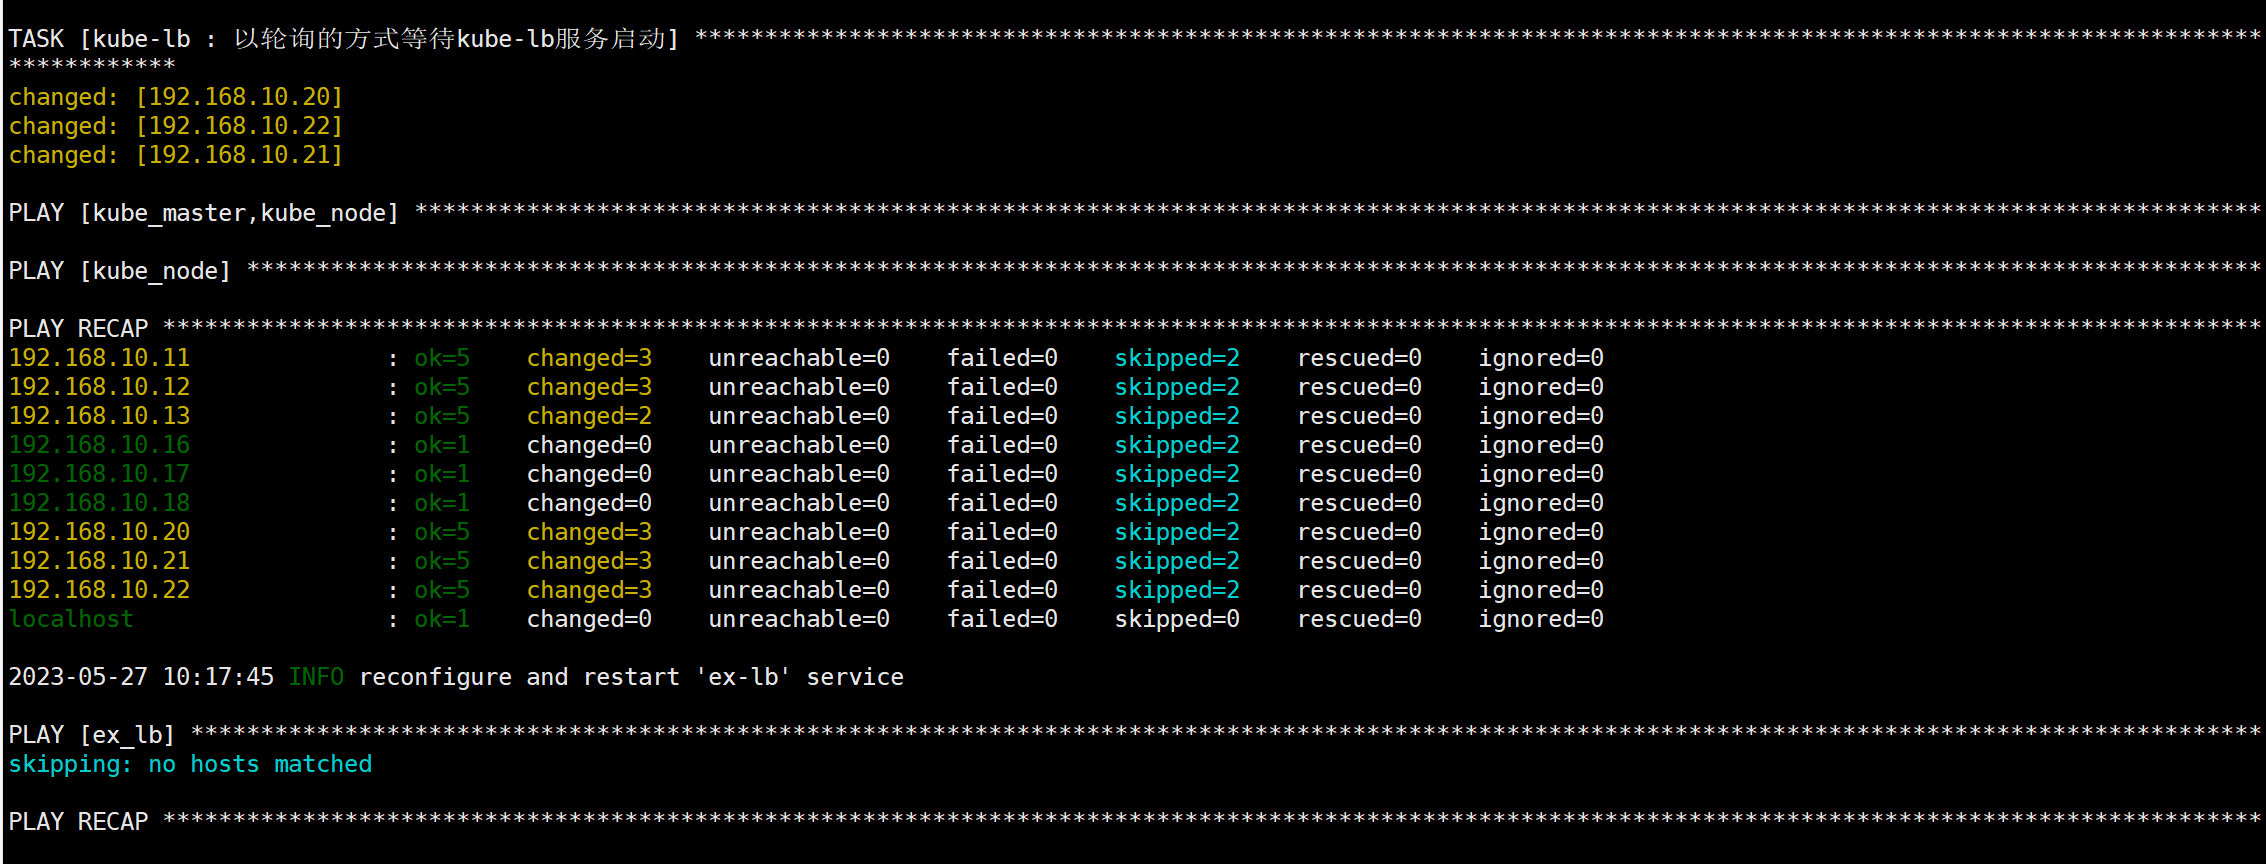 TASK [kube-lb : 以轮询的方式等待kube-lb服务启动] ****************************************************************************************************************
************
changed: [192.168.10.20]
changed: [192.168.10.22]
changed: [192.168.10.21]
PLAY [kube_master,kube_node] ************************************************************************************************************************************
PLAY [kube_node] ************************************************************************************************************************************************
PLAY RECAP ******************************************************************************************************************************************************
192.168.10.11 : ok=5 changed=3 unreachable=0 failed=0 skipped=2 rescued=0 ignored=0
192.168.10.12 : ok=5 changed=3 unreachable=0 failed=0 skipped=2 rescued=0 ignored=0
192.168.10.13 : ok=5 changed=2 unreachable=0 failed=0 skipped=2 rescued=0 ignored=0
192.168.10.16 : ok=1 changed=0 unreachable=0 failed=0 skipped=2 rescued=0 ignored=0
192.168.10.17 : ok=1 changed=0 unreachable=0 failed=0 skipped=2 rescued=0 ignored=0
192.168.10.18 : ok=1 changed=0 unreachable=0 failed=0 skipped=2 rescued=0 ignored=0
192.168.10.20 : ok=5 changed=3 unreachable=0 failed=0 skipped=2 rescued=0 ignored=0
192.168.10.21 : ok=5 changed=3 unreachable=0 failed=0 skipped=2 rescued=0 ignored=0
192.168.10.22 : ok=5 changed=3 unreachable=0 failed=0 skipped=2 rescued=0 ignored=0
localhost : ok=1 changed=0 unreachable=0 failed=0 skipped=0 rescued=0 ignored=0
2023-05-27 10:17:45 INFO reconfigure and restart 'ex-lb' service
PLAY [ex_lb] ****************************************************************************************************************************************************
skipping: no hosts matched
PLAY RECAP ******************************************************************************************************************************************************